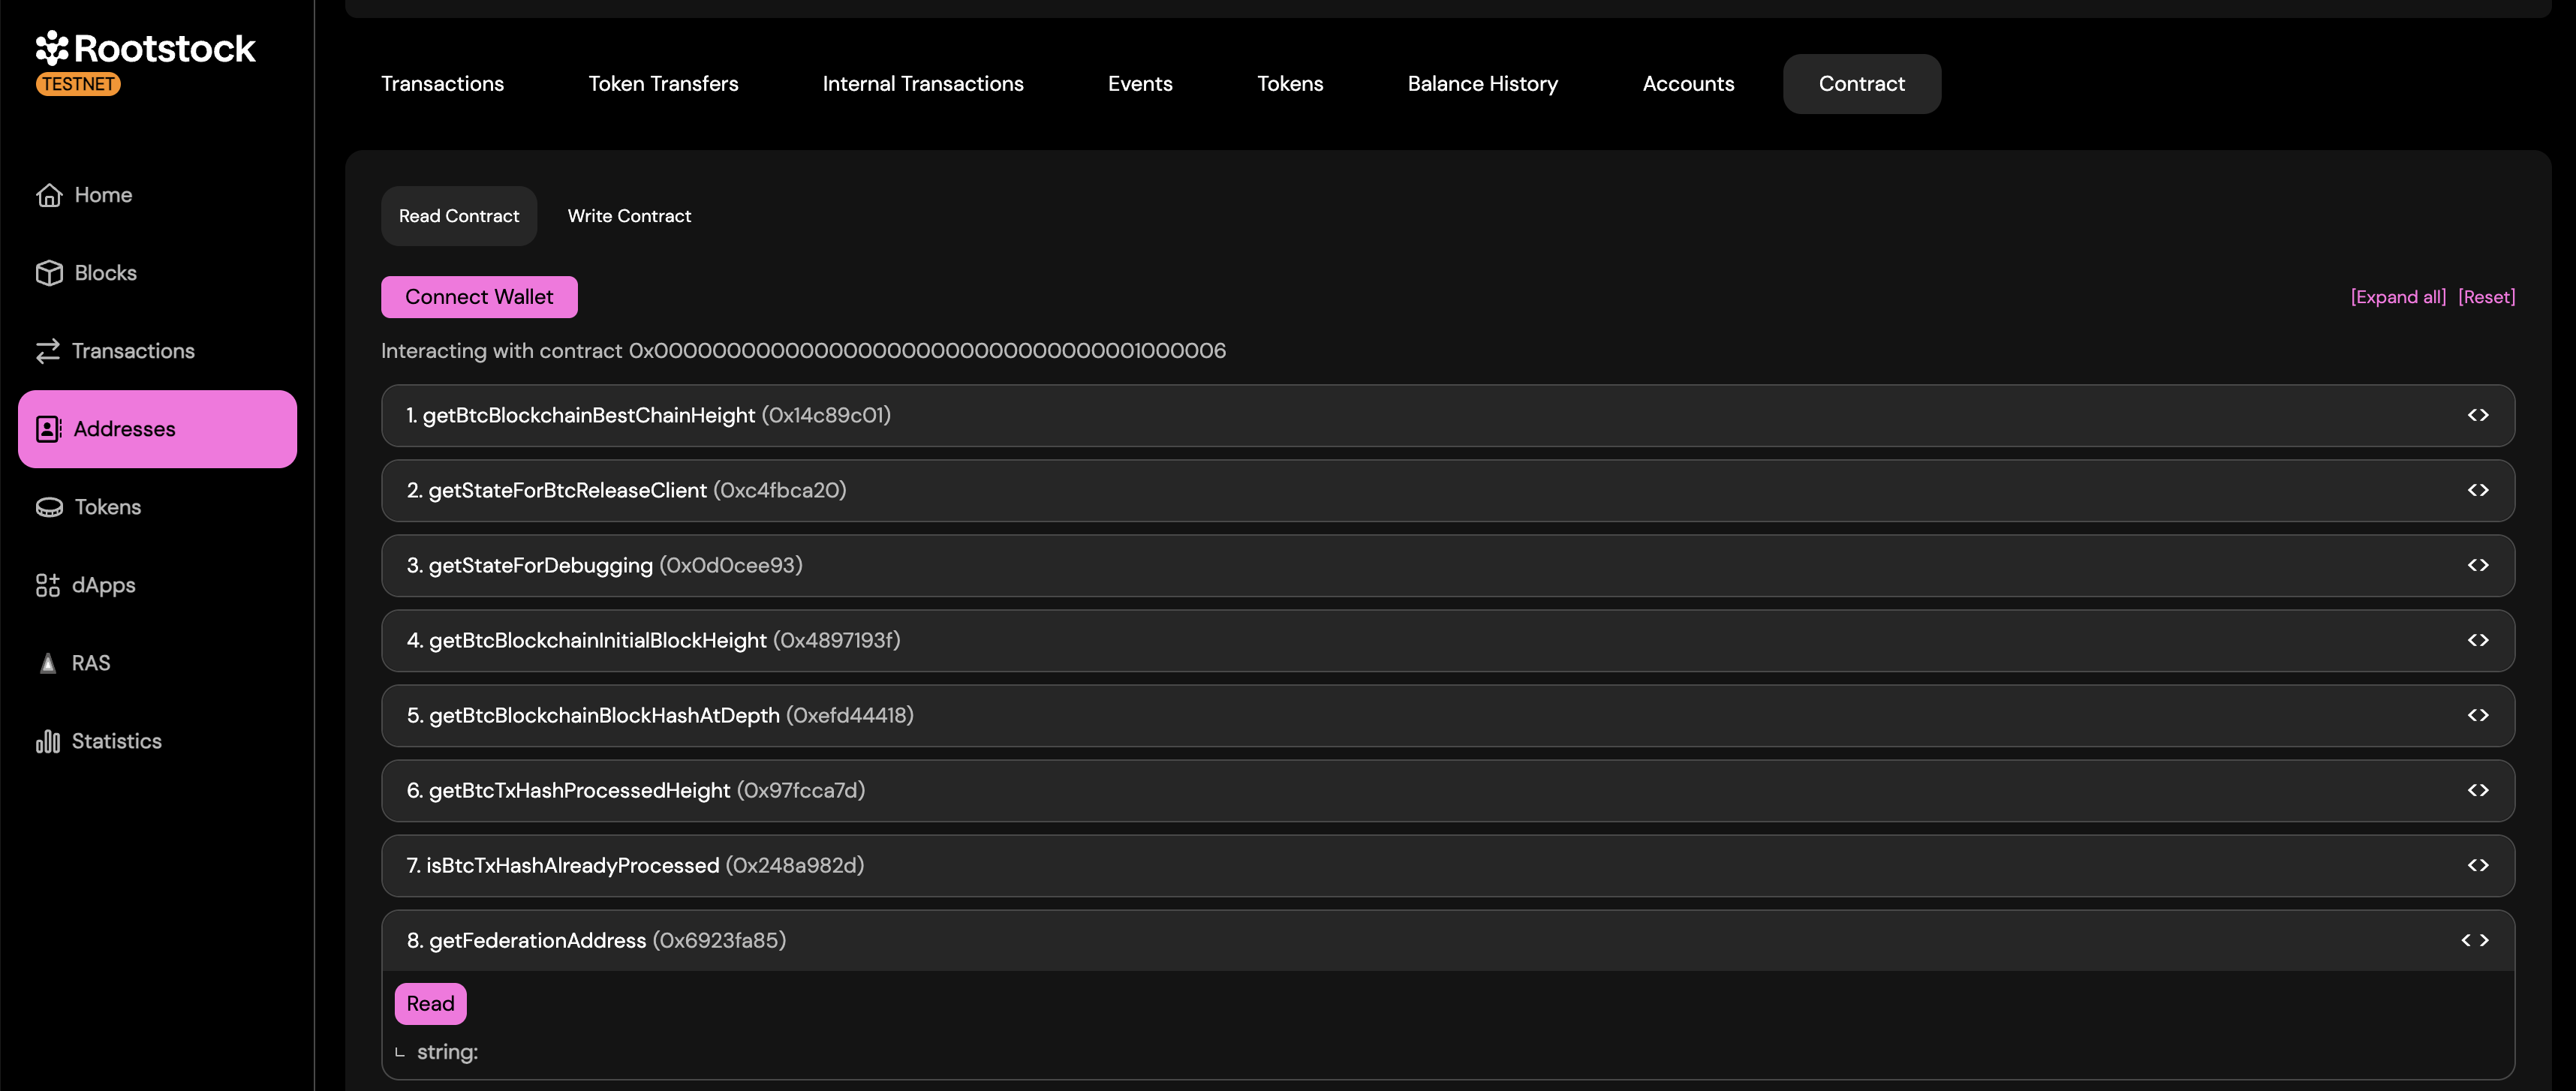 Rootstock
TESTNET
Home
Blocks
Transactions
Addresses
Tokens
dApps
RAS
Statistics
Transactions Token Transfers Internal Transactions Events Tokens Balance History Accounts Contract
Read Contract Write Contract
Connect Wallet [Expand all] [Reset]
Interacting with contract 0x0000000000000000000000000000000001000006
1. getBtcBlockchainBestChainHeight (0x14c89c01) <>
2. getStateForBtcReleaseClient (0xc4fbca20) <>
3. getStateForDebugging (0x0d0cee93) <>
4. getBtcBlockchainInitialBlockHeight (0x4897193f) <>
5. getBtcBlockchainBlockHashAtDepth (0xefd44418) <>
6. getBtcTxHashProcessedHeight (0x97fcca7d) <>
7. isBtcTxHashAlreadyProcessed (0x248a982d) <>
8. getFederationAddress (0x6923fa85) < >
Read
∟ string: